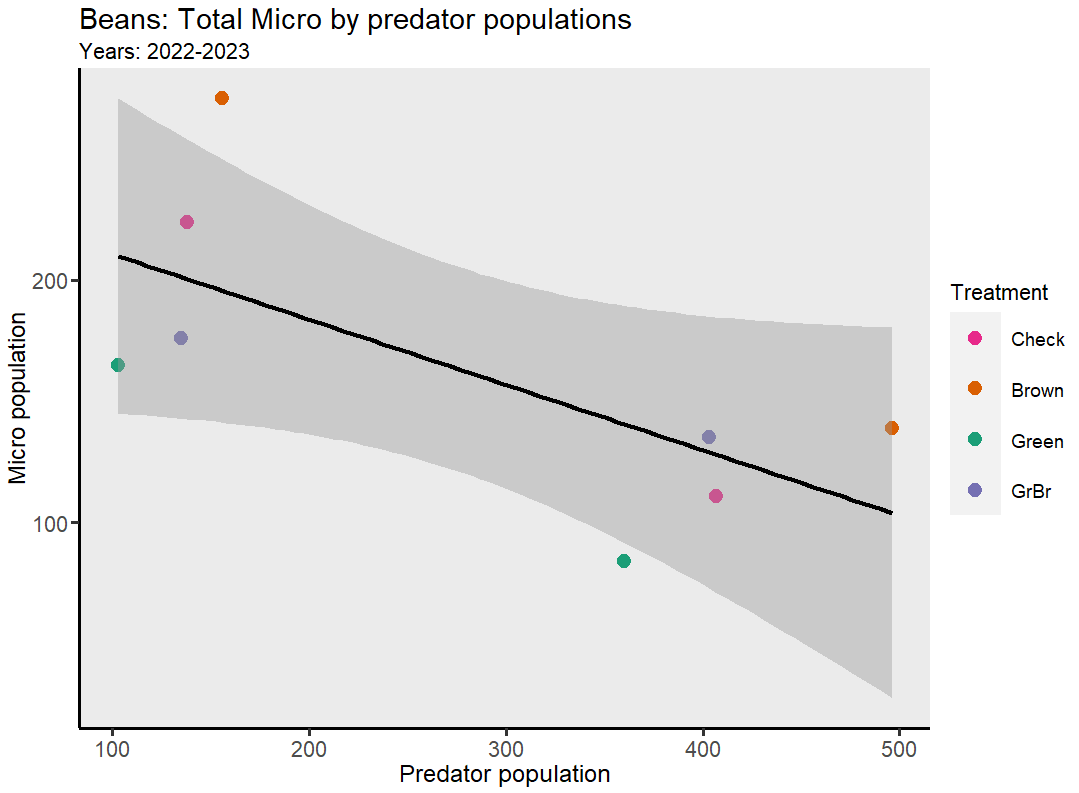 Beans: Total Micro by predator populations
Years: 2022-2023
Micro population
200
100
100
200
300
400
500
Predator population
Treatment
Check
Brown
Green
GrBr